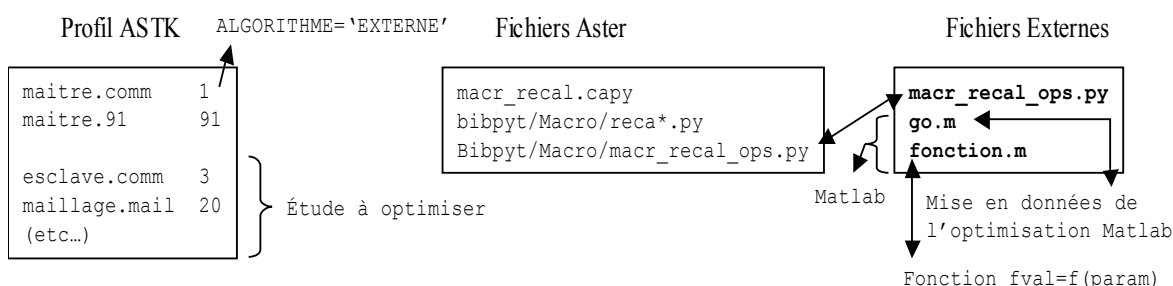 Profil ASTK
ALGORITHME=‘EXTERNE’
maitre.comm 1
maitre.91 91
esclave.comm 3
maillage.mail 20
(etc…)
Étude à optimiser
Fichiers Aster
macr_recal.capy
bibpyt/Macro/reca*.py
Bibpyt/Macro/macr_recal_ops.py
Fichiers Externes
macr_recal_ops.py
go.m
fonction.m
Matlab
Mise en données de
l’optimisation Matlab
Fonction fval=f(param)